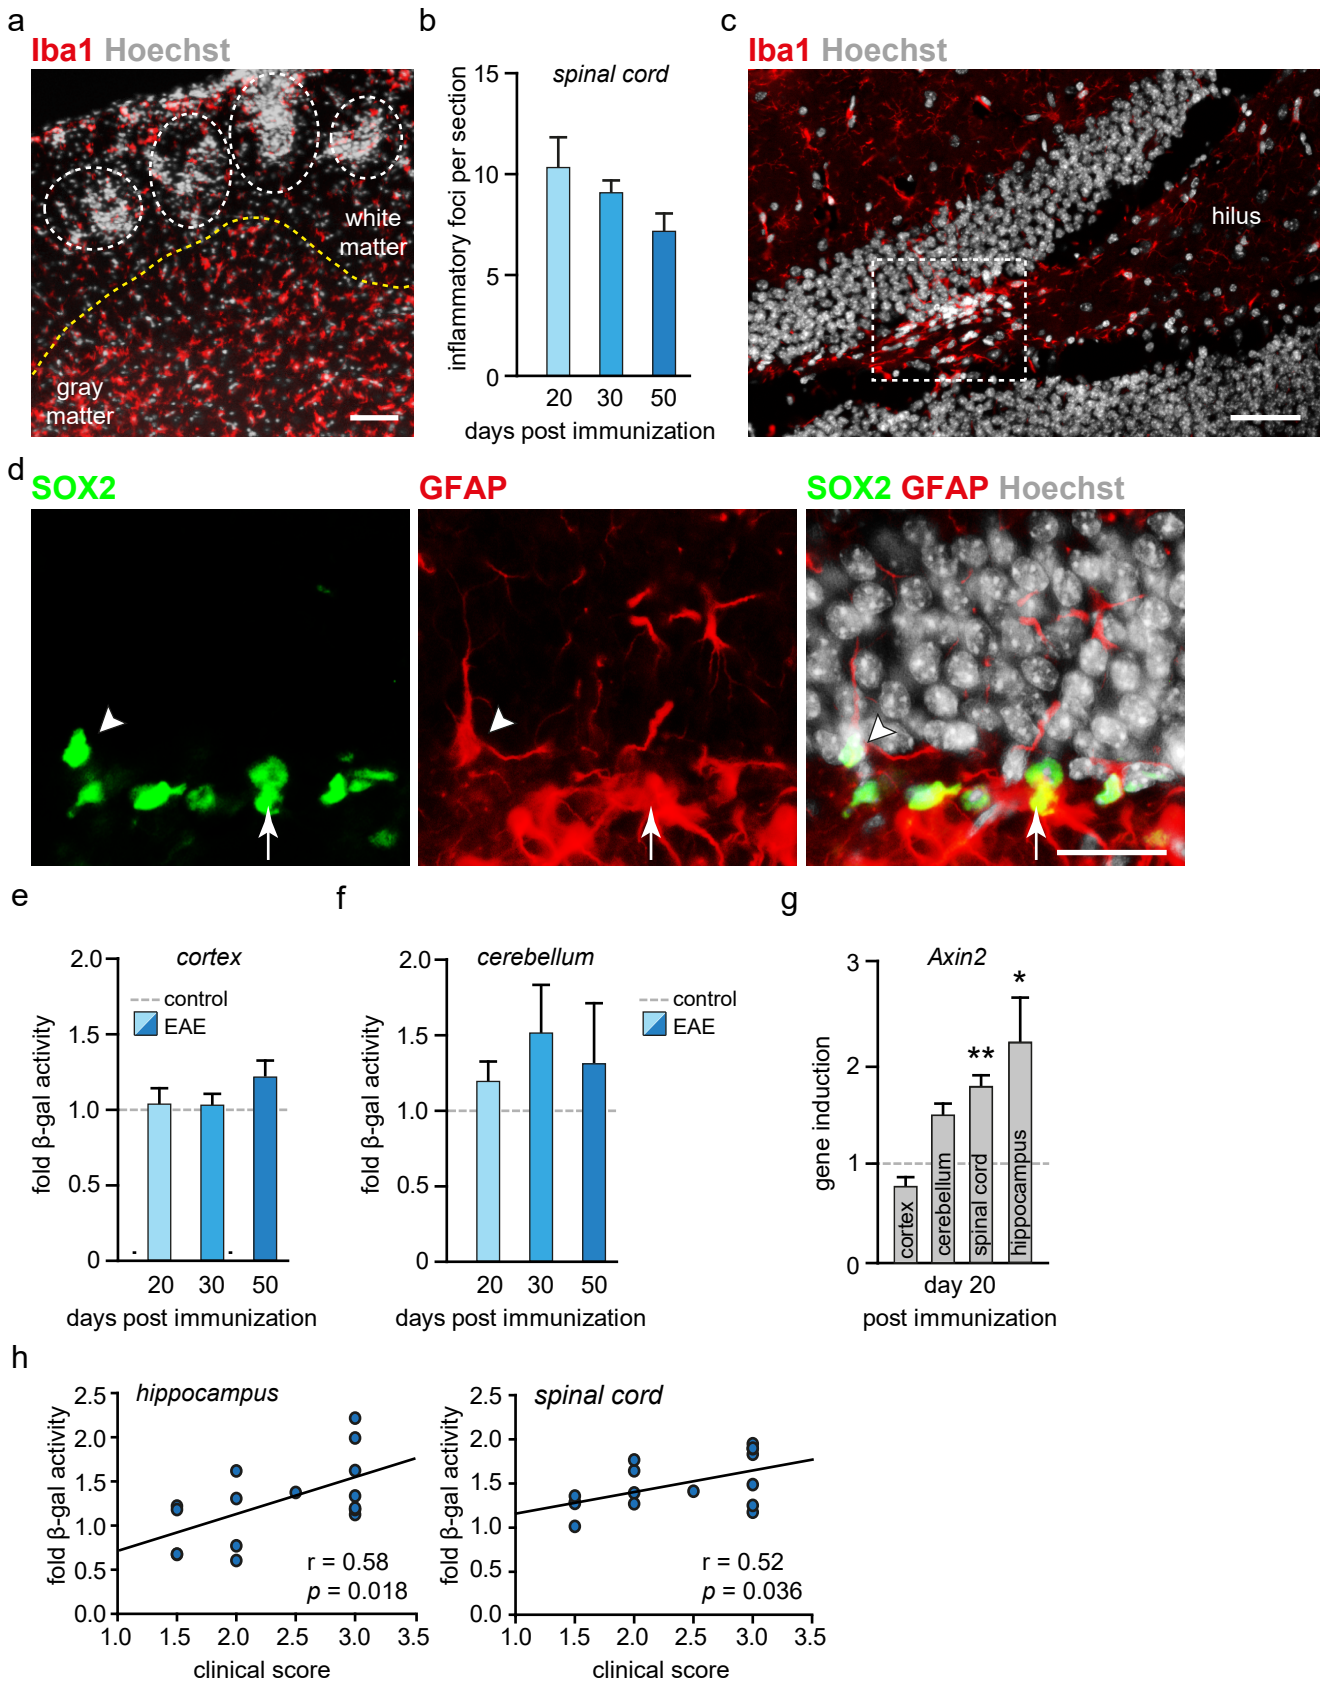 a
Iba1 Hoechst
white
matter
gray
matter
b
spinal cord
inflammatory foci per section
15
10
5
0
20 30 50
days post immunization
c
Iba1 Hoechst
hilus
d
SOX2
GFAP
SOX2 GFAP Hoechst
e
cortex
control
EAE
fold β-gal activity
2.0
1.5
1.0
0.5
0
20 30 50
days post immunization
f
cerebellum
control
EAE
fold β-gal activity
2.0
1.5
1.0
0.5
0
20 30 50
days post immunization
g
Axin2
gene induction
3
2
1
0
**
*
cortex
cerebellum
spinal cord
hippocampus
day 20
post immunization
h
hippocampus
fold β-gal activity
2.5
2.0
1.5
1.0
0.5
0.0
r = 0.58
p = 0.018
1.0 1.5 2.0 2.5 3.0 3.5
clinical score
spinal cord
fold β-gal activity
2.5
2.0
1.5
1.0
0.5
0.0
r = 0.52
p = 0.036
1.0 1.5 2.0 2.5 3.0 3.5
clinical score